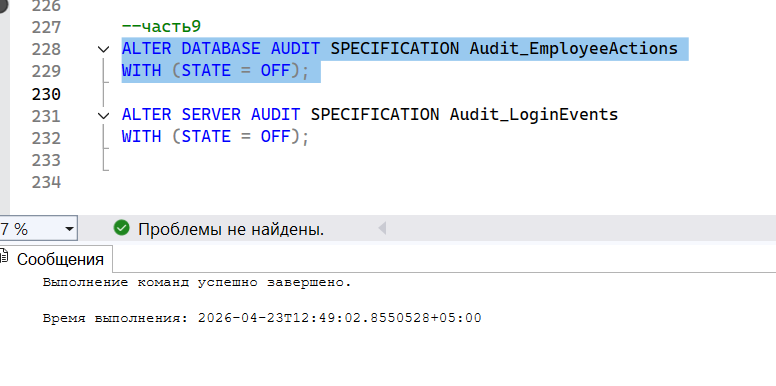 226
227 --часть9
228 ALTER DATABASE AUDIT SPECIFICATION Audit_EmployeeActions
229 WITH (STATE = OFF);
230
231 ALTER SERVER AUDIT SPECIFICATION Audit_LoginEvents
232 WITH (STATE = OFF);
233
234
7 % Проблемы не найдены.
Сообщения
Выполнение команд успешно завершено.
Время выполнения: 2026-04-23T12:49:02.8550528+05:00